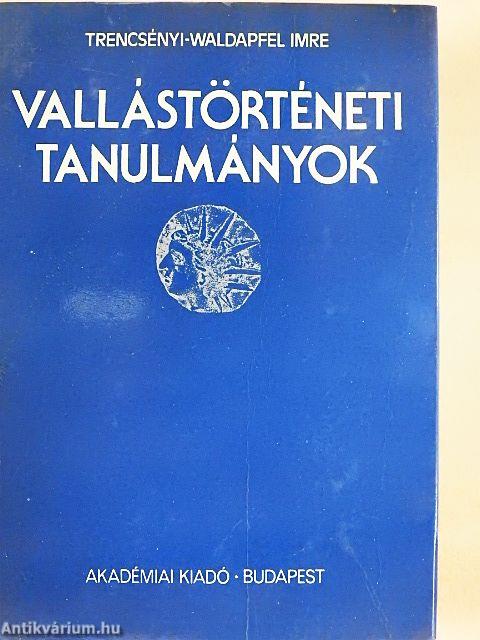 TRENCSÉNYI-WALDAPFEL IMRE
VALLÁSTÖRTÉNETI
TANULMÁNYOK
AKADÉMIAI KIADÓ · BUDAPEST
Antikvárium.hu